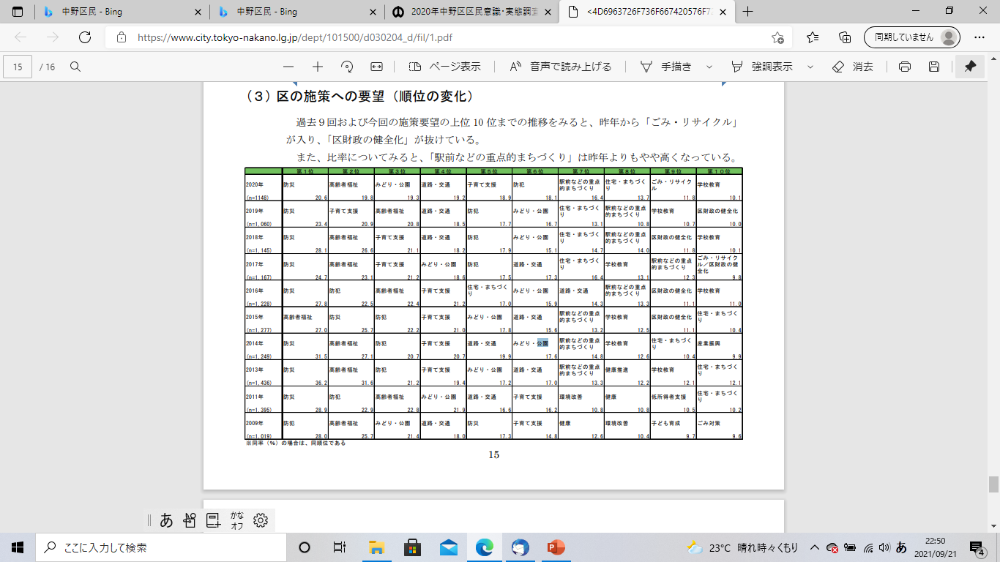 中野区民 - Bing
中野区民 - Bing
2020年中野区区民意識・実態調査
<4D6963726F736F667420576F72
https://www.city.tokyo-nakano.lg.jp/dept/101500/d030204_d/fil/1.pdf
同期していません
15 / 16
ページ表示
音声で読み上げる
手描き
強調表示
消去
（３）区の施策への要望（順位の変化）
過去９回および今回の施策要望の上位 10 位までの推移をみると、昨年から「ごみ・リサイクル」
が入り、「区財政の健全化」が抜けている。
また、比率についてみると、「駅前などの重点的まちづくり」は昨年よりもやや高くなっている。
第１位 第２位 第３位 第４位 第５位 第６位 第７位 第８位 第９位 第１０位
2020年 防災 高齢者福祉 みどり・公園 道路・交通 子育て支援 防犯 駅前などの重点的まちづくり 住宅・まちづくり ごみ・リサイクル 学校教育
(n=1148) 20.6 19.8 19.3 19.2 18.9 18.1 16.4 13.7 11.8 10.1
2019年 防災 子育て支援 高齢者福祉 道路・交通 防犯 みどり・公園 住宅・まちづくり 駅前などの重点的まちづくり 学校教育 区財政の健全化
(n=1,060) 23.4 20.9 20.8 18.5 17.7 16.7 13.1 10.8 10.7 10.0
2018年 防災 高齢者福祉 子育て支援 道路・交通 防犯 みどり・公園 住宅・まちづくり 駅前などの重点的まちづくり 区財政の健全化 学校教育
(n=1,145) 28.1 26.6 21.1 18.2 17.9 15.1 14.7 14.0 11.8 10.1
2017年 防災 高齢者福祉 子育て支援 みどり・公園 防犯 道路・交通 住宅・まちづくり 学校教育 駅前などの重点的まちづくり ごみ・リサイクル／区財政の健全化
(n=1,167) 24.7 23.1 21.2 18.6 17.5 17.3 16.4 13.1 12.3 9.8
2016年 防災 防犯 高齢者福祉 子育て支援 住宅・まちづくり みどり・公園 道路・交通 駅前などの重点的まちづくり 区財政の健全化 学校教育
(n=1,228) 27.8 22.5 22.4 21.2 17.0 15.9 14.3 13.3 11.1 11.0
2015年 高齢者福祉 防災 防犯 子育て支援 みどり・公園 道路・交通 駅前などの重点的まちづくり 学校教育 区財政の健全化 住宅・まちづくり
(n=1,277) 27.0 25.7 22.2 21.0 17.8 15.6 13.2 12.5 11.1 10.4
2014年 防災 高齢者福祉 防犯 子育て支援 道路・交通 みどり・公園 駅前などの重点的まちづくり 学校教育 住宅・まちづくり 産業振興
(n=1,249) 31.5 27.1 20.7 20.7 19.9 17.6 14.8 12.6 10.4 9.9
2013年 防災 高齢者福祉 防犯 子育て支援 みどり・公園 道路・交通 駅前などの重点的まちづくり 健康推進 学校教育 住宅・まちづくり
(n=1,436) 36.2 31.6 21.2 19.4 17.2 17.0 13.3 12.2 12.1 12.1
2011年 防災 防犯 高齢者福祉 みどり・公園 道路・交通 子育て支援 環境改善 健康 低所得者支援 住宅・まちづくり
(n=1,395) 28.9 22.9 22.8 21.9 16.6 16.2 10.8 10.8 10.5 10.2
2009年 防犯 高齢者福祉 みどり・公園 道路・交通 防災 子育て支援 健康 環境改善 子ども育成 ごみ対策
(n=1,019) 28.0 25.7 21.4 18.0 17.3 14.8 12.6 10.4 9.7 9.6
※同率（％）の場合は、同順位である
15
あ かなオフ
ここに入力して検索
23℃ 晴れ時々くもり
あ
22:50
2021/09/21
4